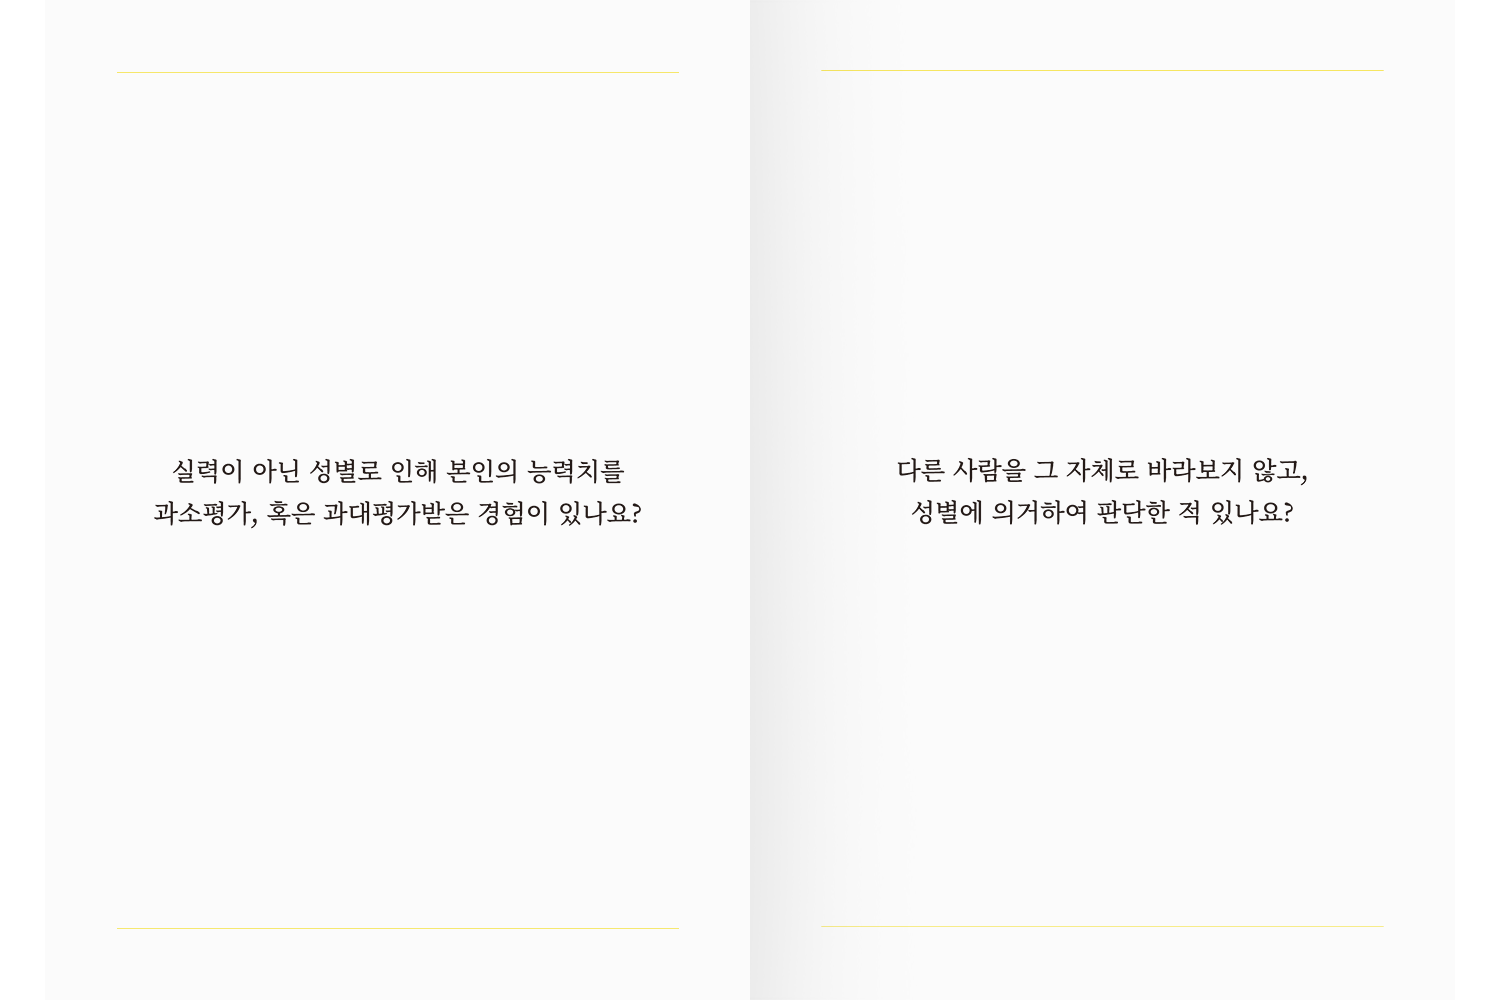 실력이 아닌 성별로 인해 본인의 능력치를
과소평가, 혹은 과대평가받은 경험이 있나요?
다른 사람을 그 자체로 바라보지 않고,
성별에 의거하여 판단한 적 있나요?